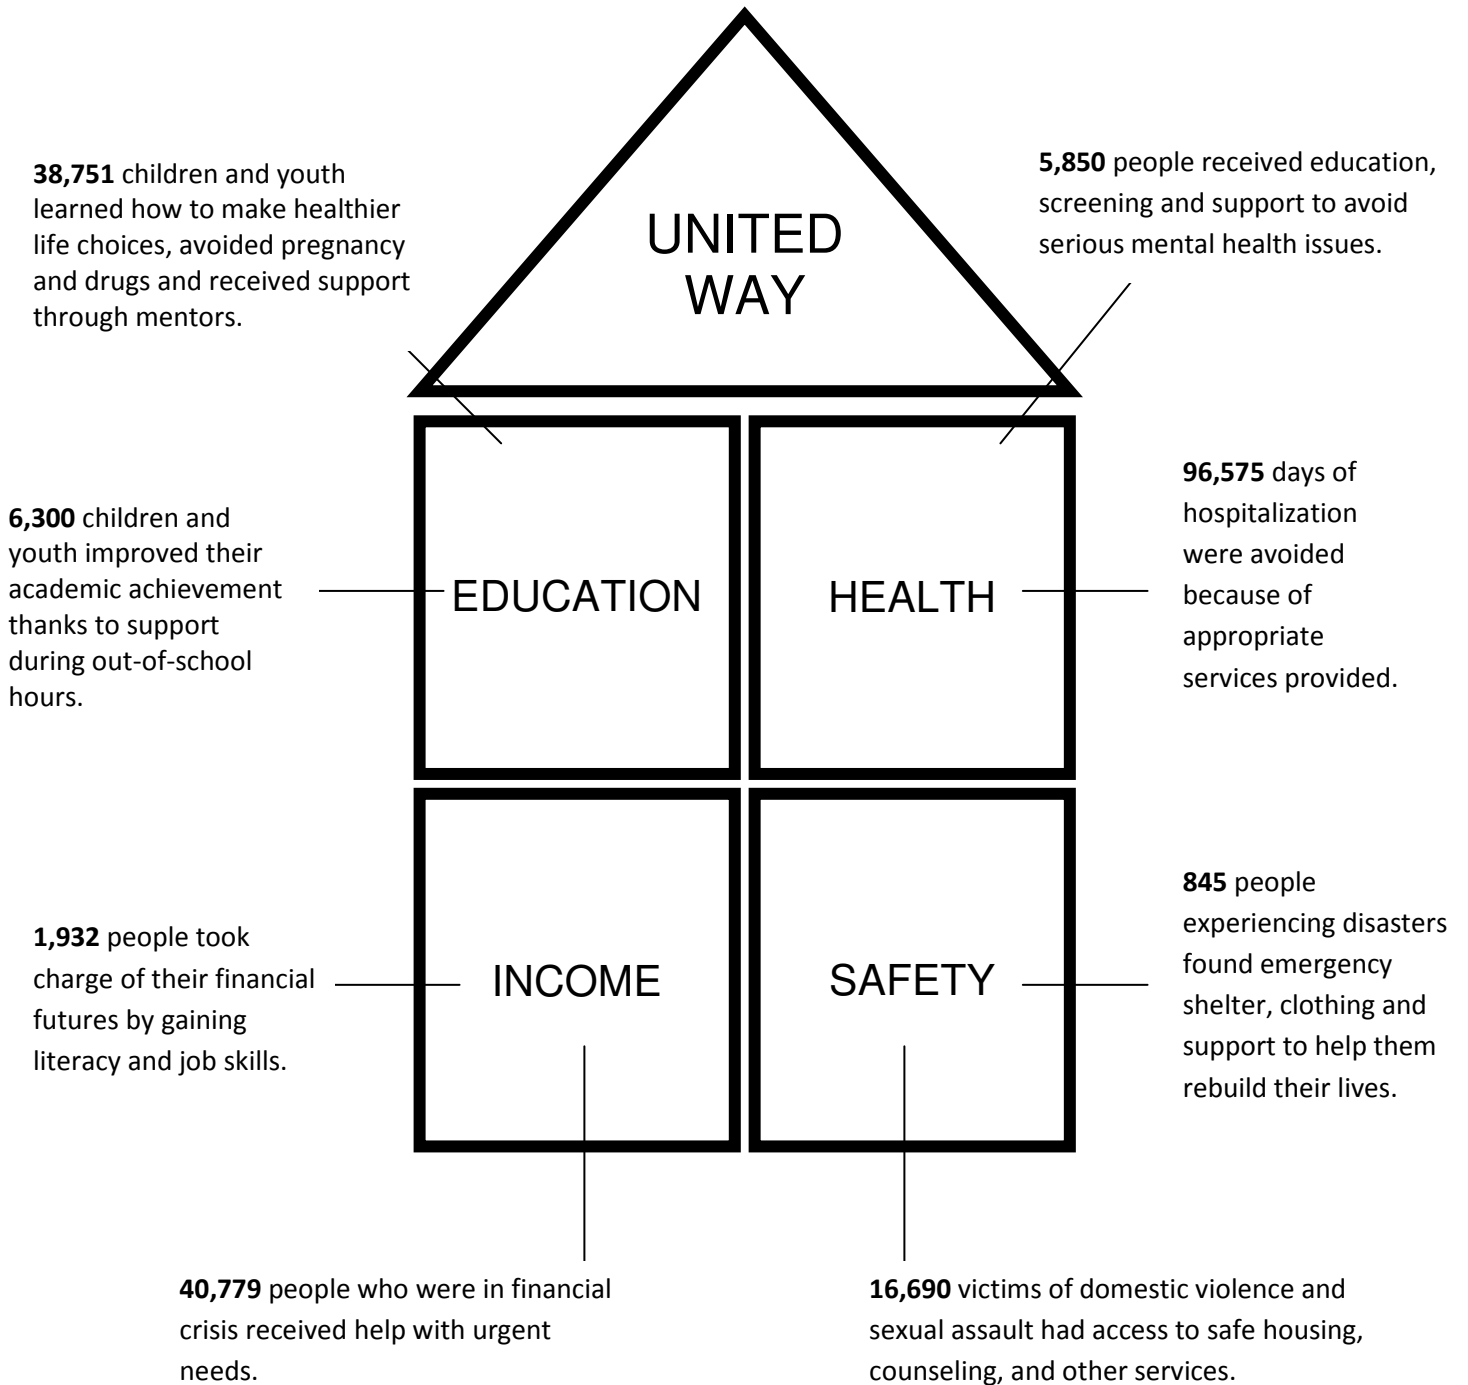 UNITED
WAY
38,751 children and youth
learned how to make healthier
life choices, avoided pregnancy
and drugs and received support
through mentors.
5,850 people received education,
screening and support to avoid
serious mental health issues.
6,300 children and
youth improved their
academic achievement
thanks to support
during out-of-school
hours.
EDUCATION
HEALTH
96,575 days of
hospitalization
were avoided
because of
appropriate
services provided.
1,932 people took
charge of their financial
futures by gaining
literacy and job skills.
INCOME
SAFETY
845 people
experiencing disasters
found emergency
shelter, clothing and
support to help them
rebuild their lives.
40,779 people who were in financial
crisis received help with urgent
needs.
16,690 victims of domestic violence and
sexual assault had access to safe housing,
counseling, and other services.